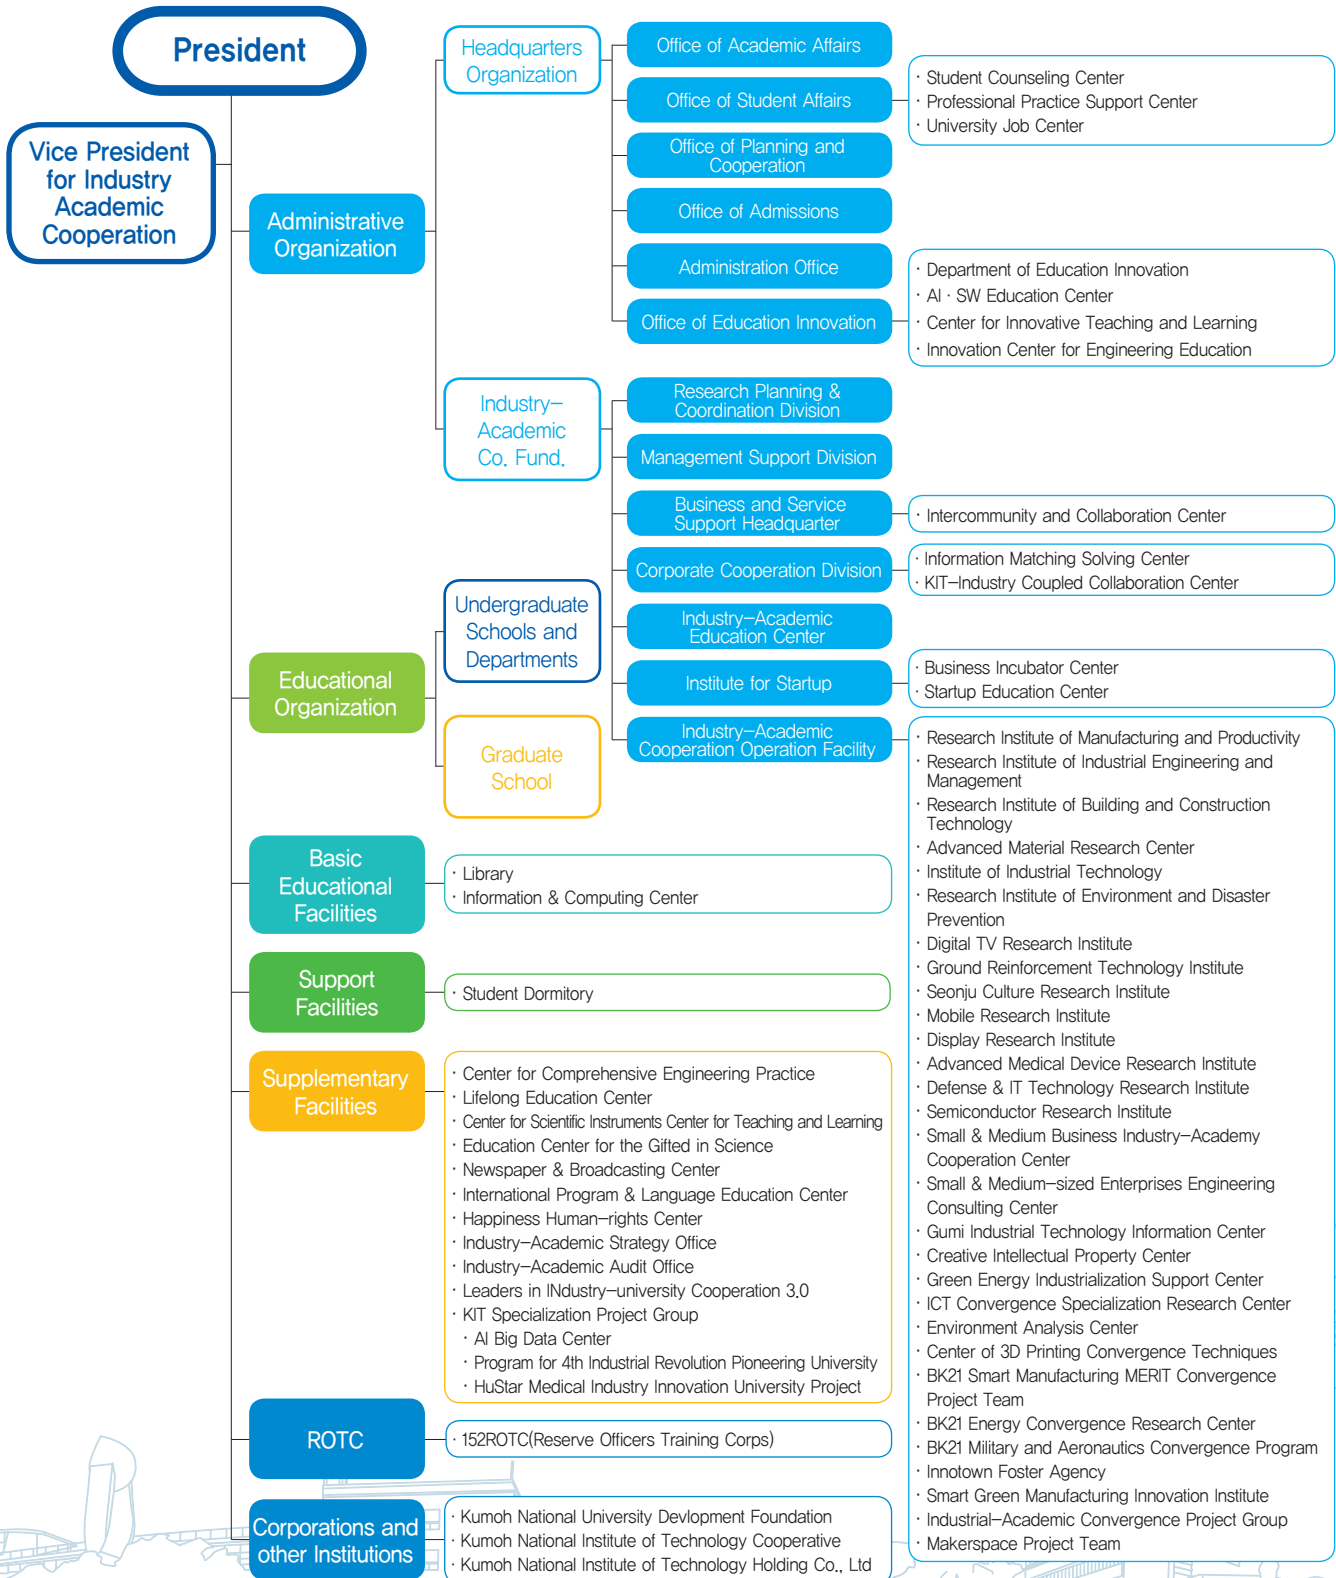 President
Vice President
for Industry
Academic
Cooperation
Administrative
Organization
Headquarters
Organization
Office of Academic Affairs
Office of Student Affairs
· Student Counseling Center
· Professional Practice Support Center
· University Job Center
Office of Planning and
Cooperation
Office of Admissions
Administration Office
Office of Education Innovation
· Department of Education Innovation
· AI · SW Education Center
· Center for Innovative Teaching and Learning
· Innovation Center for Engineering Education
Industry-
Academic
Co. Fund.
Research Planning &
Coordination Division
Management Support Division
Business and Service
Support Headquarter
· Intercommunity and Collaboration Center
Corporate Cooperation Division
· Information Matching Solving Center
· KIT-Industry Coupled Collaboration Center
Industry-Academic
Education Center
Institute for Startup
· Business Incubator Center
· Startup Education Center
Industry-Academic
Cooperation Operation Facility
· Research Institute of Manufacturing and Productivity
· Research Institute of Industrial Engineering and
Management
· Research Institute of Building and Construction
Technology
· Advanced Material Research Center
· Institute of Industrial Technology
· Research Institute of Environment and Disaster
Prevention
· Digital TV Research Institute
· Ground Reinforcement Technology Institute
· Seonju Culture Research Institute
· Mobile Research Institute
· Display Research Institute
· Advanced Medical Device Research Institute
· Defense & IT Technology Research Institute
· Semiconductor Research Institute
· Small & Medium Business Industry-Academy
Cooperation Center
· Small & Medium-sized Enterprises Engineering
Consulting Center
· Gumi Industrial Technology Information Center
· Creative Intellectual Property Center
· Green Energy Industrialization Support Center
· ICT Convergence Specialization Research Center
· Environment Analysis Center
· Center of 3D Printing Convergence Techniques
· BK21 Smart Manufacturing MERIT Convergence
Project Team
· BK21 Energy Convergence Research Center
· BK21 Military and Aeronautics Convergence Program
· Innotown Foster Agency
· Smart Green Manufacturing Innovation Institute
· Industrial-Academic Convergence Project Group
· Makerspace Project Team
Educational
Organization
Undergraduate
Schools and
Departments
Graduate
School
Basic
Educational
Facilities
· Library
· Information & Computing Center
Support
Facilities
· Student Dormitory
Supplementary
Facilities
· Center for Comprehensive Engineering Practice
· Lifelong Education Center
· Center for Scientific Instruments Center for Teaching and Learning
· Education Center for the Gifted in Science
· Newspaper & Broadcasting Center
· International Program & Language Education Center
· Happiness Human-rights Center
· Industry-Academic Strategy Office
· Industry-Academic Audit Office
· Leaders in INdustry-university Cooperation 3.0
· KIT Specialization Project Group
· AI Big Data Center
· Program for 4th Industrial Revolution Pioneering University
· HuStar Medical Industry Innovation University Project
ROTC
· 152ROTC(Reserve Officers Training Corps)
Corporations and
other Institutions
· Kumoh National University Devlopment Foundation
· Kumoh National Institute of Technology Cooperative
· Kumoh National Institute of Technology Holding Co., Ltd